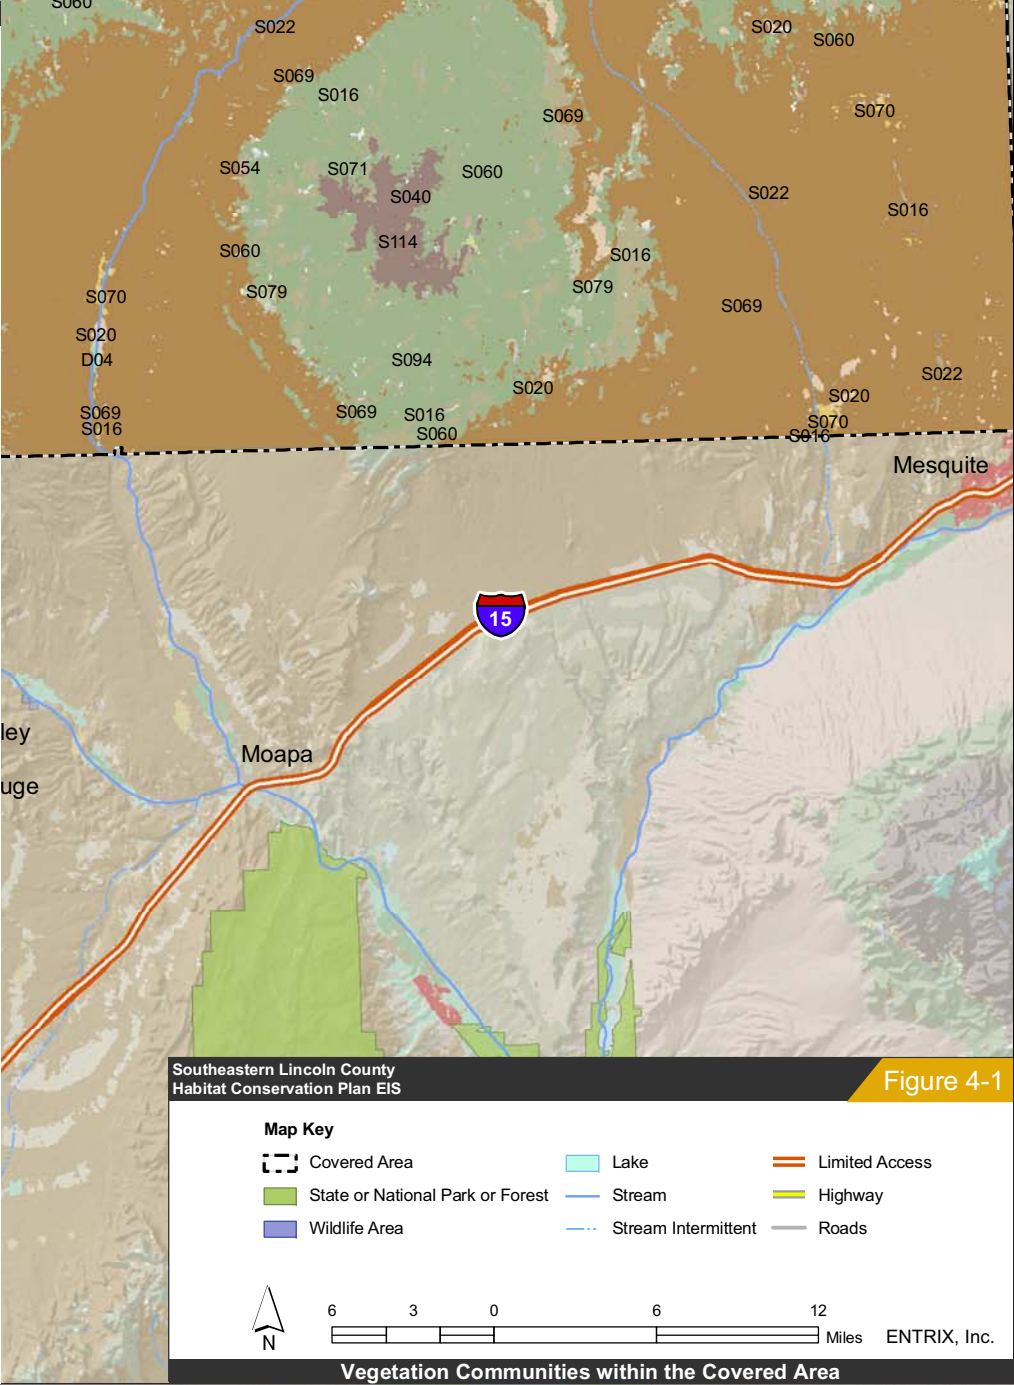 S060
S022
S020
S060
S069
S016
S070
S069
S054
S071
S060
S040
S022
S016
S114
S060
S016
S079
S079
S070
S069
S020
D04
S094
S022
S020
S020
S069
S016
S069
S016
S070
S060
S016
Mesquite
15
ley
Moapa
uge
Southeastern Lincoln County
Habitat Conservation Plan EIS
Figure 4-1
Map Key
Covered Area
Lake
Limited Access
State or National Park or Forest
Stream
Highway
Wildlife Area
Stream Intermittent
Roads
N
6 3 0 6 12
Miles
ENTRIX, Inc.
Vegetation Communities within the Covered Area